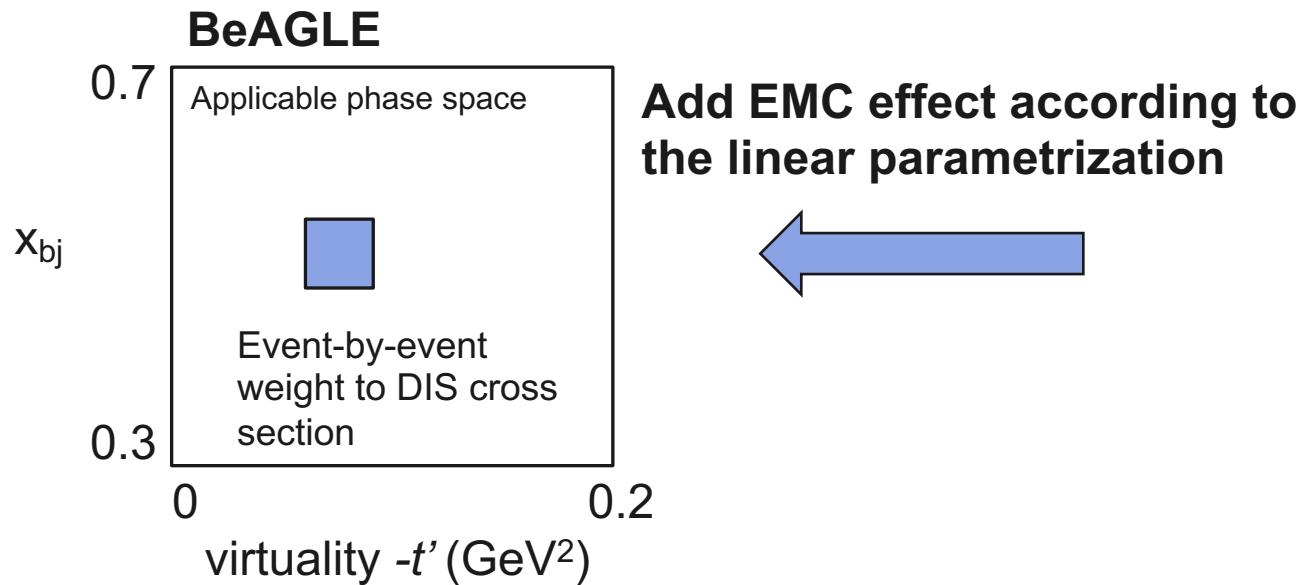 BeAGLE
0.7
Applicable phase space
Add EMC effect according to
the linear parametrization
x_bj
Event-by-event
weight to DIS cross
section
0.3
0
0.2
virtuality -t’ (GeV²)